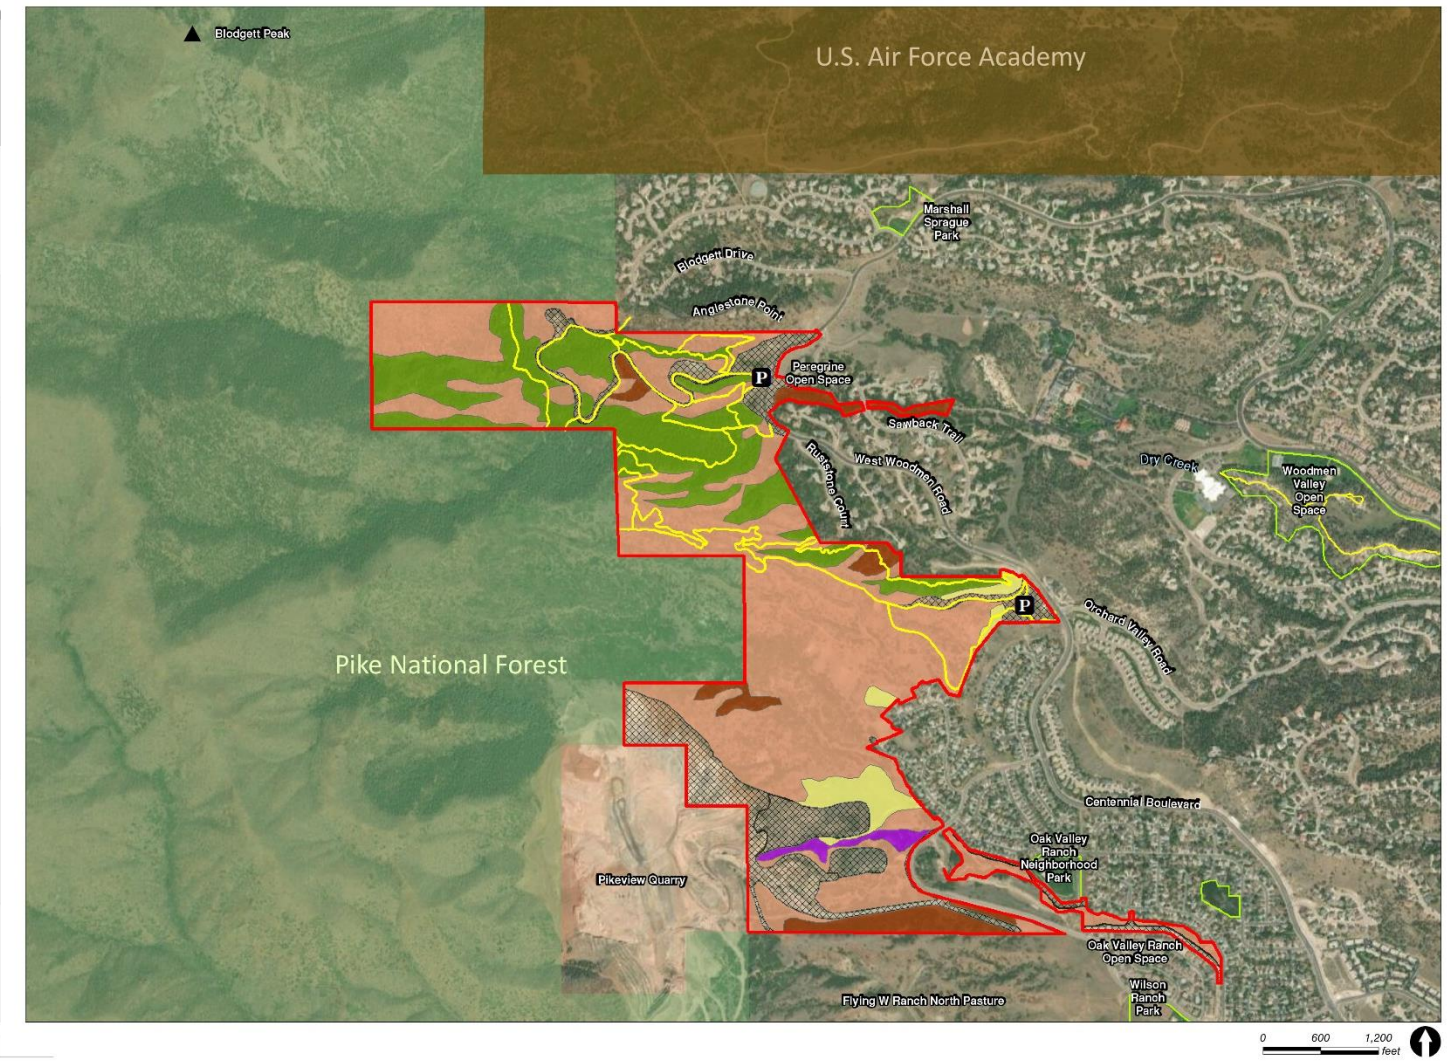 Blodgett Peak
U.S. Air Force Academy
Marshall
Sprague
Park
Blodgett Drive
Anglestone Point
P
Peregrine
Open Space
Sawback Trail
West Woodmen Road
Ruststone Court
Dry Creek
Woodmen
Valley
Open
Space
P
Orchard Valley Road
Pike National Forest
Centennial Boulevard
Oak Valley
Ranch
Neighborhood
Park
Pikeview Quarry
Oak Valley Ranch
Open Space
Flying W Ranch North Pasture
Wilson
Ranch
Park
0 600 1,200
feet